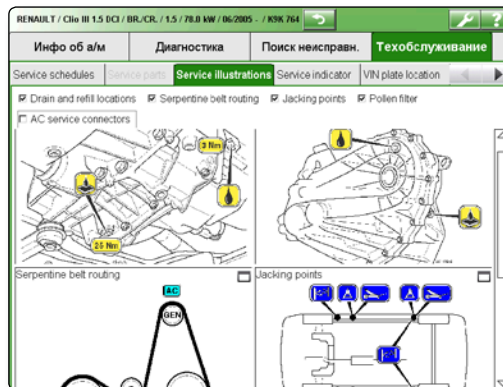 RENAULT / Clio III 1.5 DCI / BR./CR. / 1.5 / 78.0 kW / 06/2005 - / K9K 764
?
Инфо об а/м Диагностика Поиск неисправн. Техобслуживание
Service schedules Service parts Service illustrations Service indicator VIN plate location
Drain and refill locations Serpentine belt routing Jacking points Pollen filter
AC service connectors
3 Nm
25 Nm
Serpentine belt routing Jacking points
AC
GEN